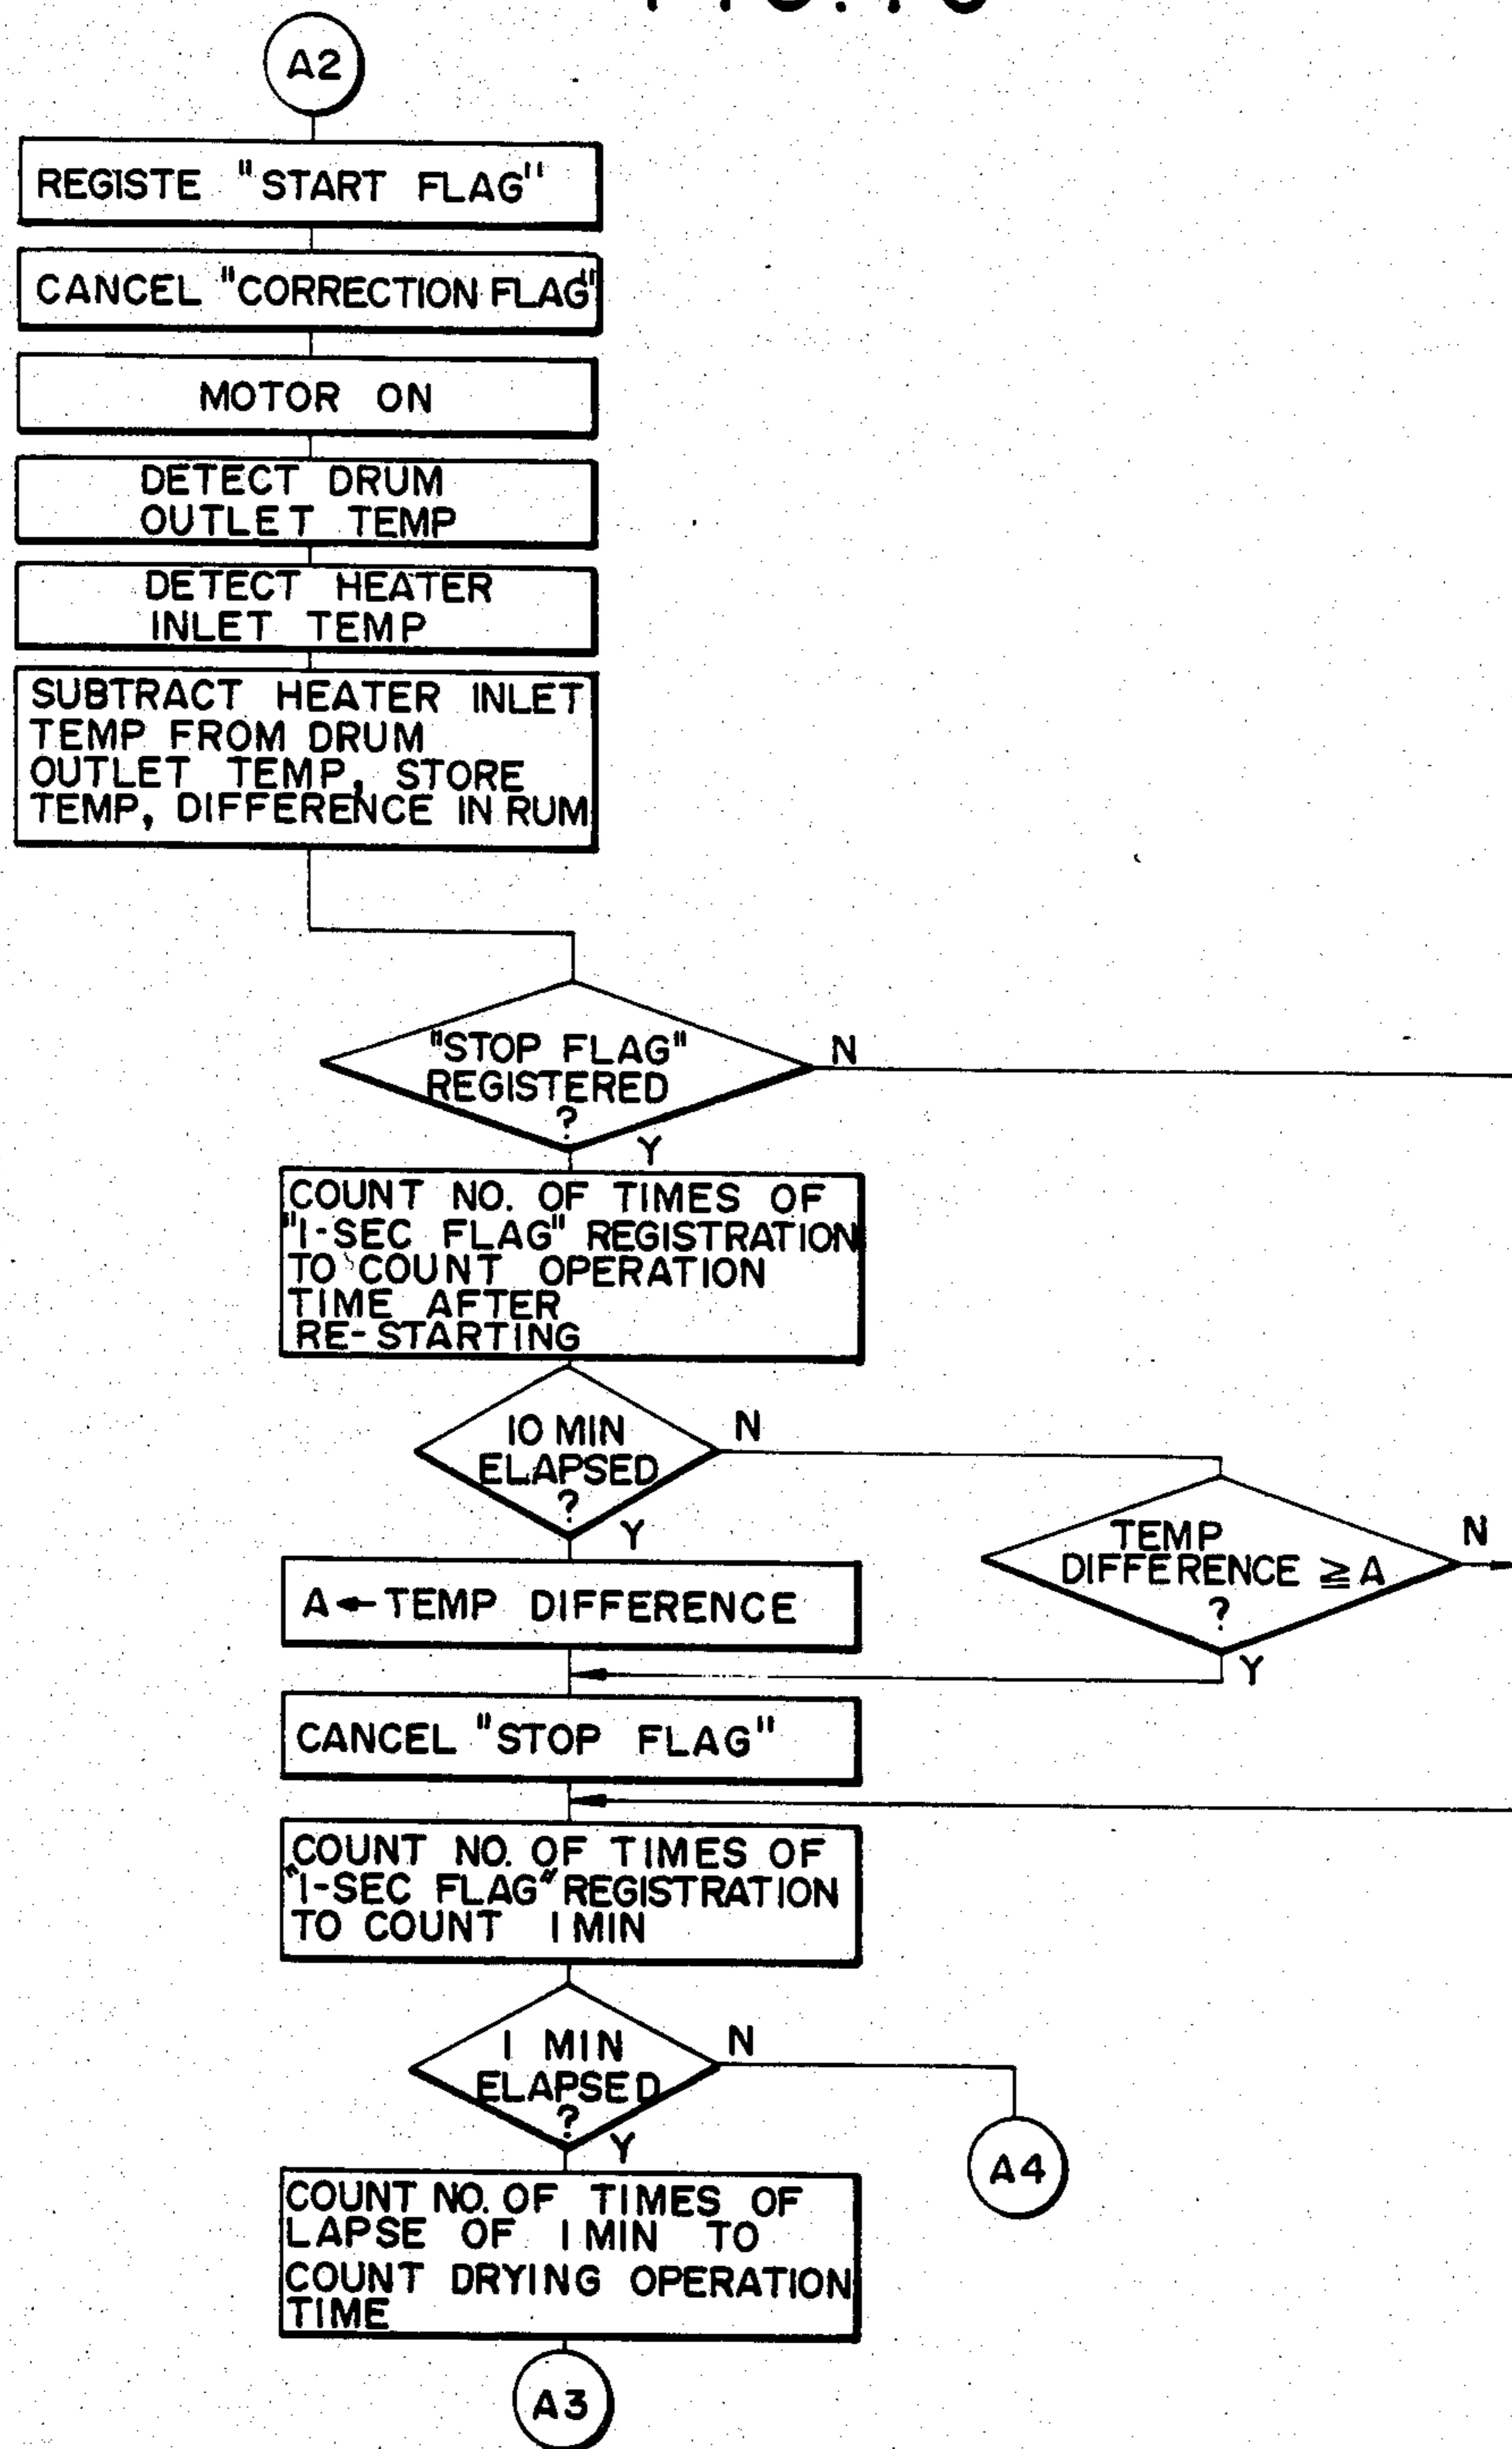 A2
REGISTE "START FLAG"
CANCEL "CORRECTION FLAG"
MOTOR ON
DETECT DRUM
OUTLET TEMP
DETECT HEATER
INLET TEMP
SUBTRACT HEATER INLET
TEMP FROM DRUM
OUTLET TEMP, STORE
TEMP, DIFFERENCE IN RUM
"STOP FLAG"
REGISTERED
?
N
Y
COUNT NO. OF TIMES OF
"1-SEC FLAG" REGISTRATION
TO COUNT OPERATION
TIME AFTER
RE-STARTING
10 MIN
ELAPSED
?
N
Y
TEMP
DIFFERENCE ≧ A
?
N
Y
A ← TEMP DIFFERENCE
CANCEL "STOP FLAG"
COUNT NO. OF TIMES OF
"1-SEC FLAG" REGISTRATION
TO COUNT 1 MIN
1 MIN
ELAPSED
?
N
Y
A4
COUNT NO. OF TIMES OF
LAPSE OF 1 MIN TO
COUNT DRYING OPERATION
TIME
A3